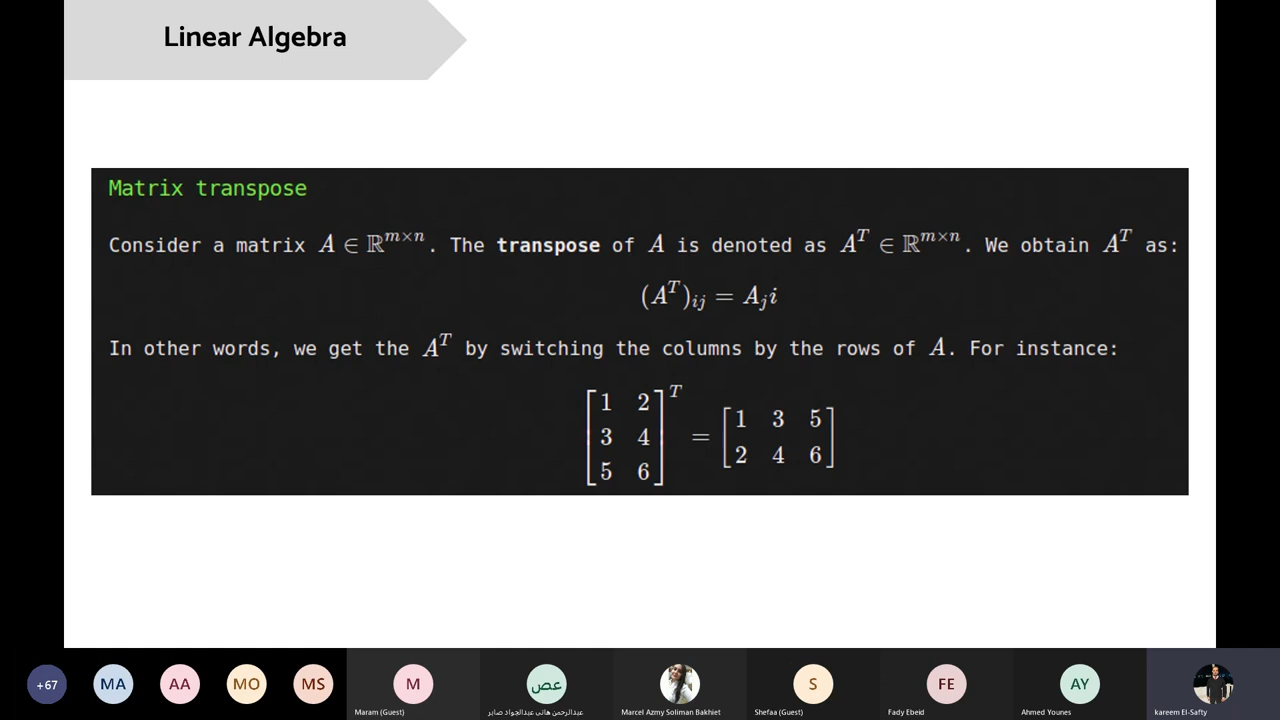 Linear Algebra
Matrix transpose
Consider a matrix A ∈ ℝ^{m×n}. The transpose of A is denoted as A^T ∈ ℝ^{m×n}. We obtain A^T as:
(A^T)_{ij} = A_j i
In other words, we get the A^T by switching the columns by the rows of A. For instance:
[1 2; 3 4; 5 6]^T = [1 3 5; 2 4 6]
+67 MA AA MO MS M عص S FE AY
Maram (Guest) عبدالرحمن هانى عبدالجواد صابر Marcel Azmy Soliman Bakhiet Shefaa (Guest) Fady Ebeid Ahmed Younes kareem El-Safty